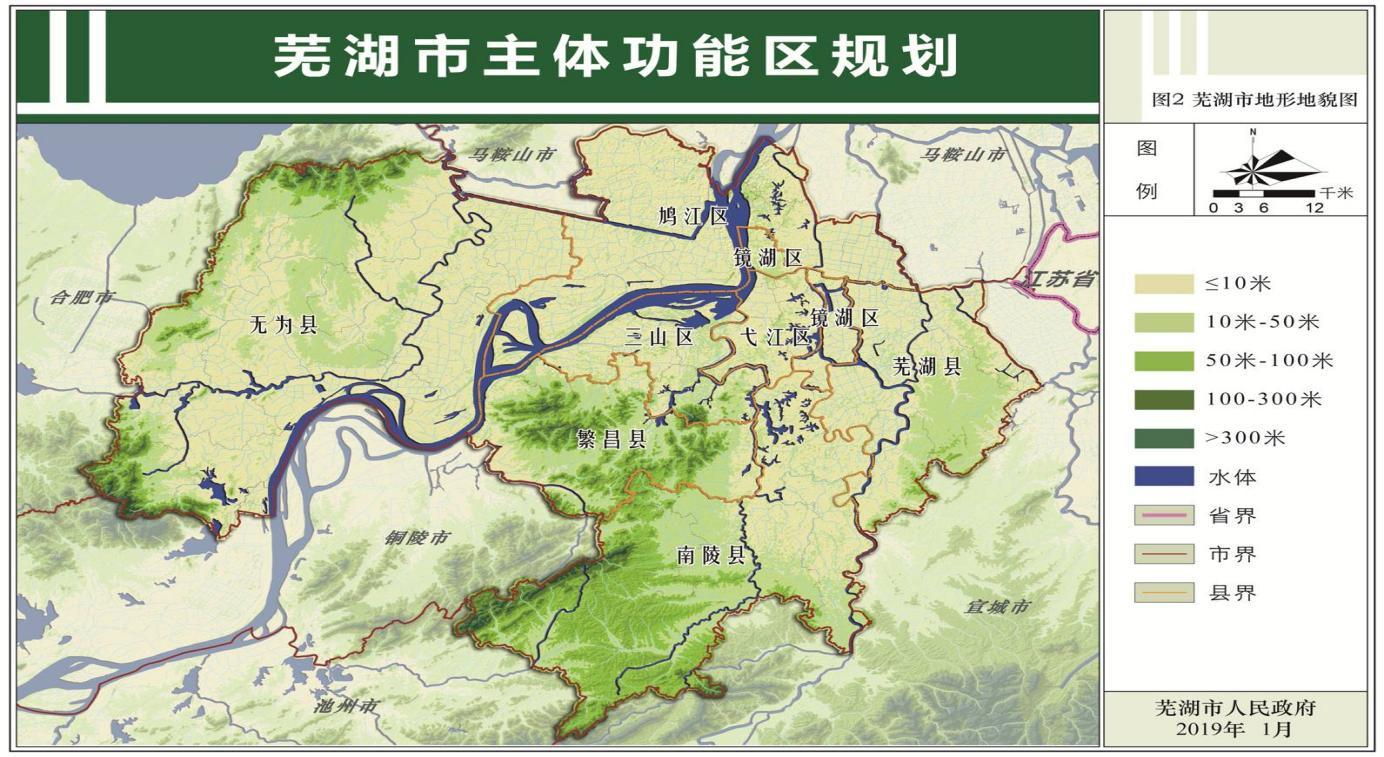 芜湖市主体功能区规划
图2 芜湖市地形地貌图
图例
N
千米
0 3 6 12
≤10米
10米-50米
50米-100米
100-300米
>300米
水体
省界
市界
县界
芜湖市人民政府
2019年 1月
马鞍山市
马鞍山市
鸠江区
镜湖区
江苏省
合肥市
无为县
三山区
弋江区
镜湖区
芜湖县
繁昌县
铜陵市
南陵县
宣城市
池州市